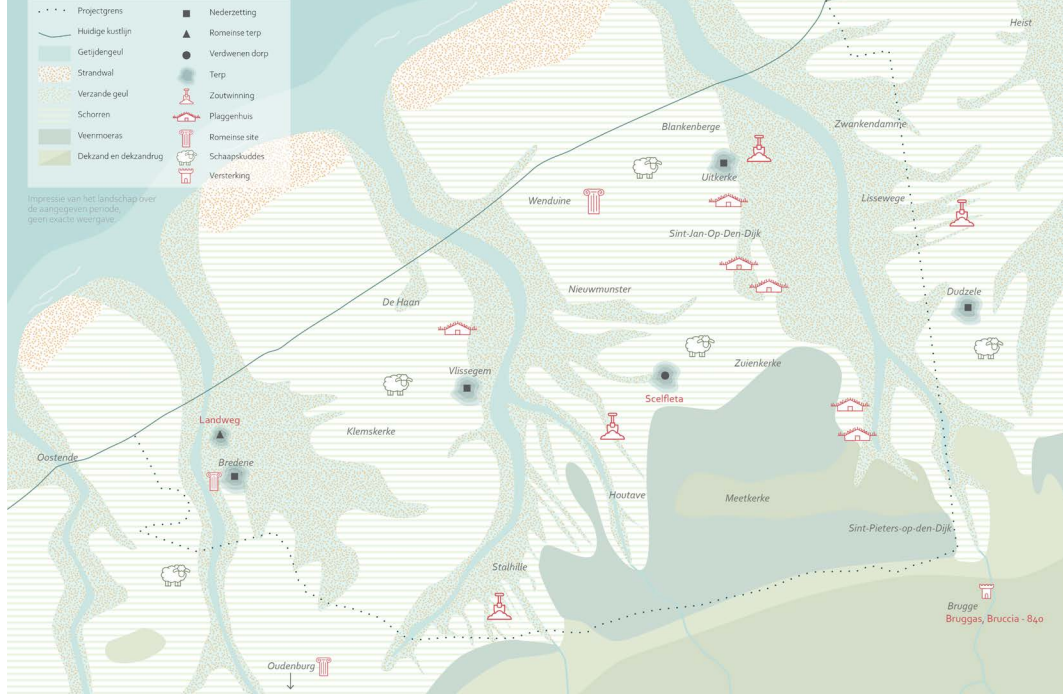 Projectgrens
Huidige kustlijn
Getijdengeul
Strandwal
Verzande geul
Schorren
Veenmoeras
Dekzand en dekzandrug
Nederzetting
Romeinse terp
Verdwenen dorp
Terp
Zoutwinning
Plaggenhuis
Romeinse site
Schaapskuddes
Versterking
Impressie van het landschap over
de aangegeven periode,
geen exacte weergave
Heist
Blankenberge
Zwankendamme
Uitkerke
Wenduine
Lissewege
Sint-Jan-Op-Den-Dijk
Nieuwmunster
Dudzele
De Haan
Zuienkerke
Vlissegem
Scelfleta
Landweg
Klemskerke
Oostende
Bredene
Houtave
Meetkerke
Sint-Pieters-op-den-Dijk
Stalhille
Brugge
Bruggas, Bruccia - 840
Oudenburg